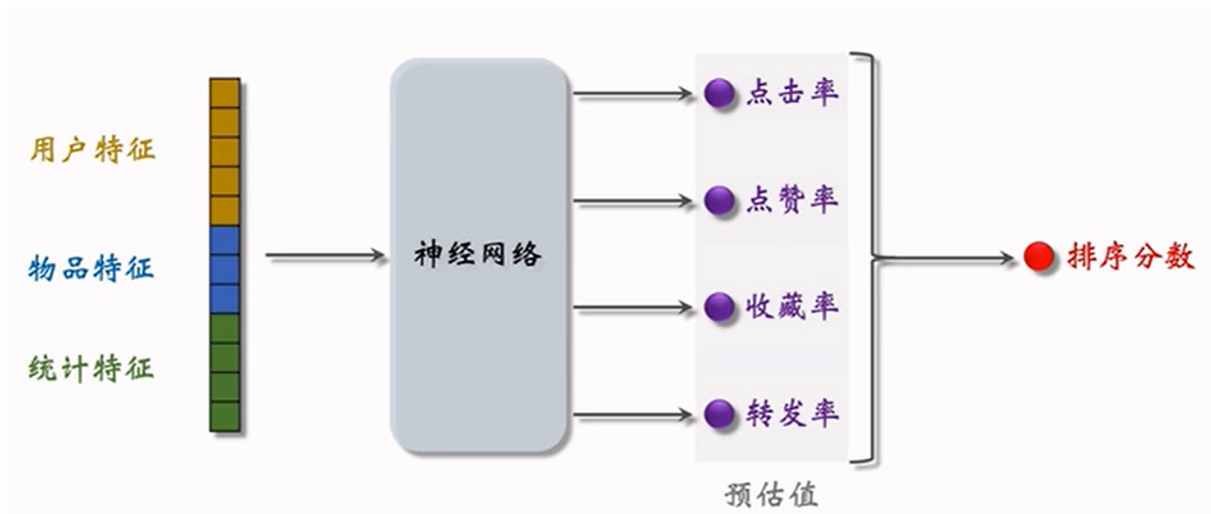 用户特征
物品特征
统计特征
神经网络
点击率
点赞率
收藏率
转发率
预估值
排序分数